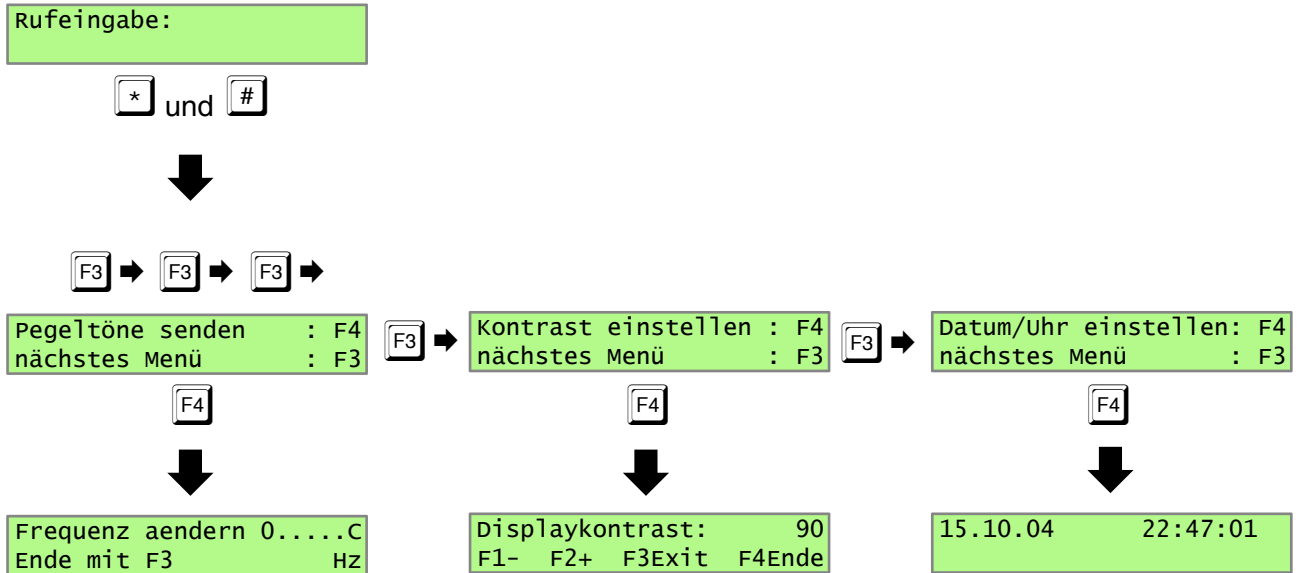 Rufeingabe:
* und #
F3 F3 F3
Pegeltöne senden : F4
nächstes Menü : F3
F3
Kontrast einstellen : F4
nächstes Menü : F3
F3
Datum/Uhr einstellen: F4
nächstes Menü : F3
F4
F4
F4
Frequenz aendern 0.....C
Ende mit F3 Hz
Displaykontrast: 90
F1- F2+ F3Exit F4Ende
15.10.04 22:47:01